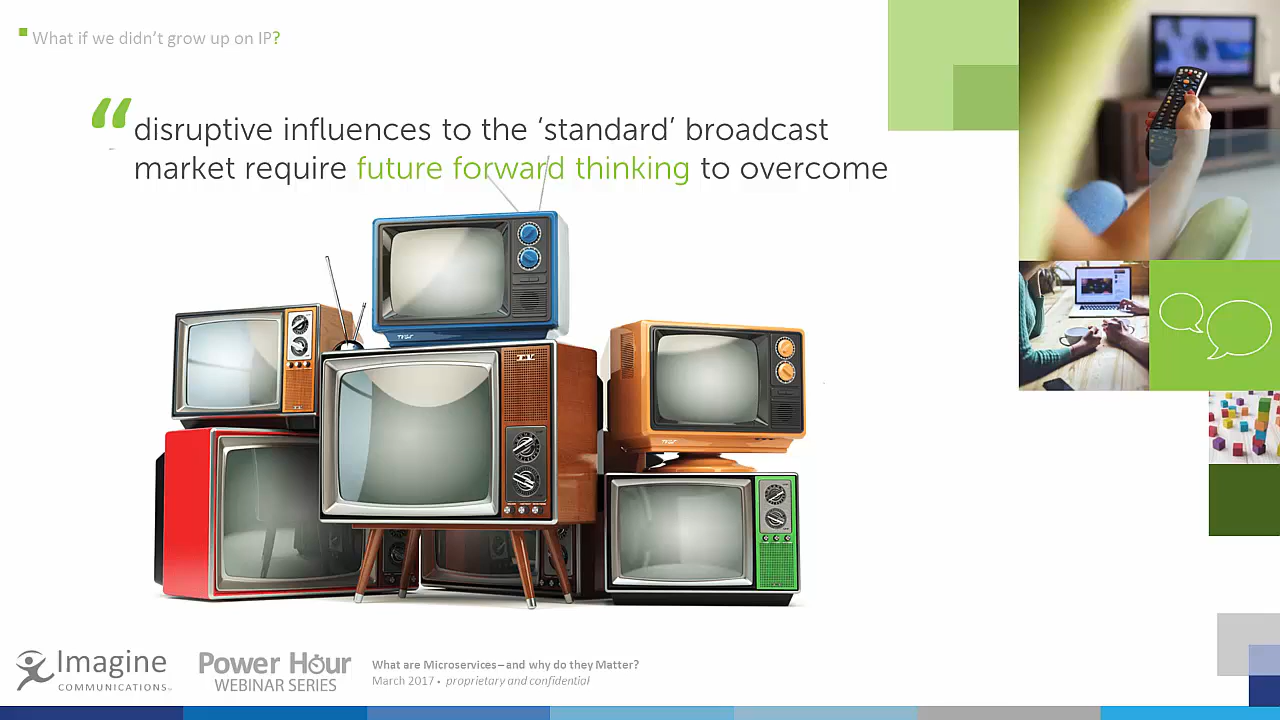 What if we didn’t grow up on IP?
“disruptive influences to the ‘standard’ broadcast
market require future forward thinking to overcome
Imagine
COMMUNICATIONS
Power Hour
WEBINAR SERIES
What are Microservices–and why do they Matter?
March 2017 • proprietary and confidential